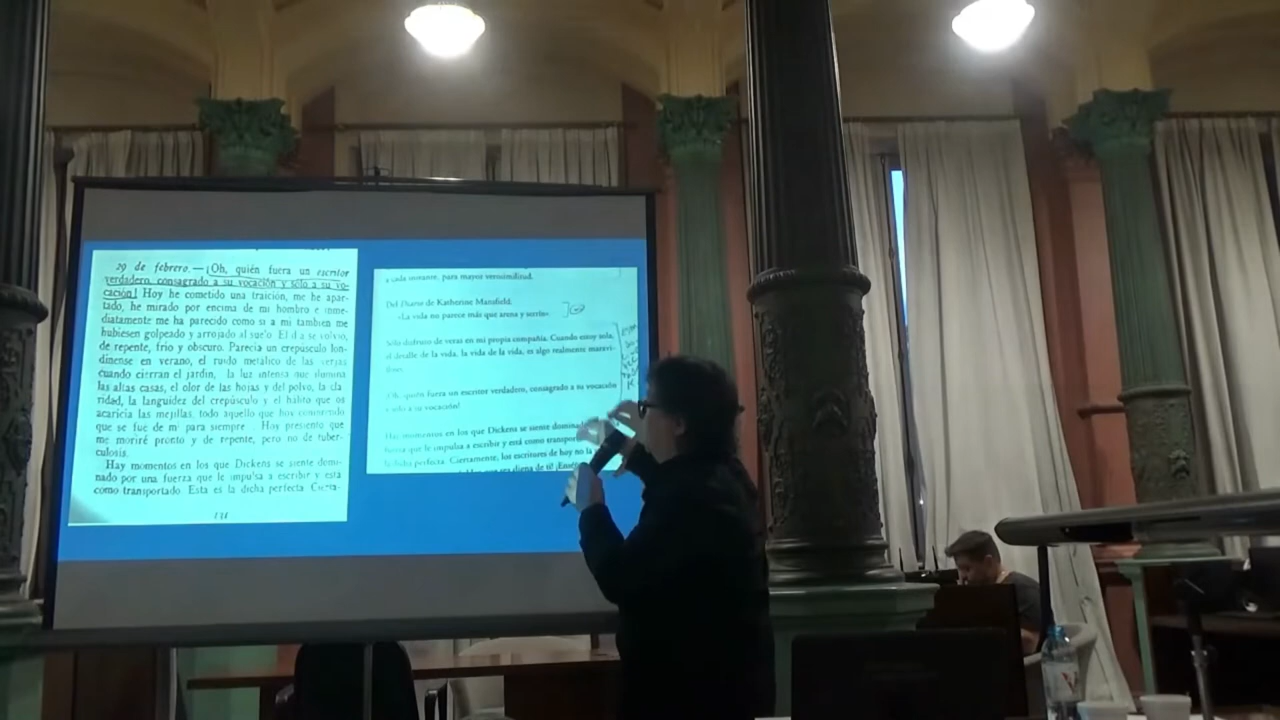 29 de febrero.—¡Oh, quién fuera un escritor
verdadero, consagrado a su vocación y sólo a su vo-
cación! Hoy he cometido una traición, me he apar-
tado, he mirado por encima de mi hombro e inme-
diatamente me ha parecido como si a mí también me
hubiesen golpeado y arrojado al suelo. El día se volvió,
de repente, frío y obscuro. Parecía un crepúsculo lon-
dinense en verano, el ruido metálico de las verjas
cuando cierran el jardín, la luz intensa que ilumina
las altas casas, el olor de las hojas y del polvo, la cla
ridad, la languidez del crepúsculo y el hálito que os
acaricia las mejillas, todo aquello que hoy
que se fue de mí para siempre... Hoy presiento que
me moriré pronto y de repente, pero no de tuber-
culosis.
Hay momentos en los que Dickens se siente domi-
nado por una fuerza que le impulsa a escribir y está
como transportado. Esta es la dicha perfecta. Cierta-
131
a cada instante, para mayor verosimilitud.
Del Diario de Katherine Mansfield:
«La vida no parece más que arena y serrín».
Sólo disfruto de veras en mi propia compañía. Cuando estoy sola,
el detalle de la vida, la vida de la vida, es algo realmente maravi-
lloso.
¡Oh, quién fuera un escritor verdadero, consagrado a su vocación
y sólo a su vocación!
Hay momentos en los que Dickens se siente dominad
fuerza que le impulsa a escribir y está como transpor
la dicha perfecta. Ciertamente, los escritores de hoy no la